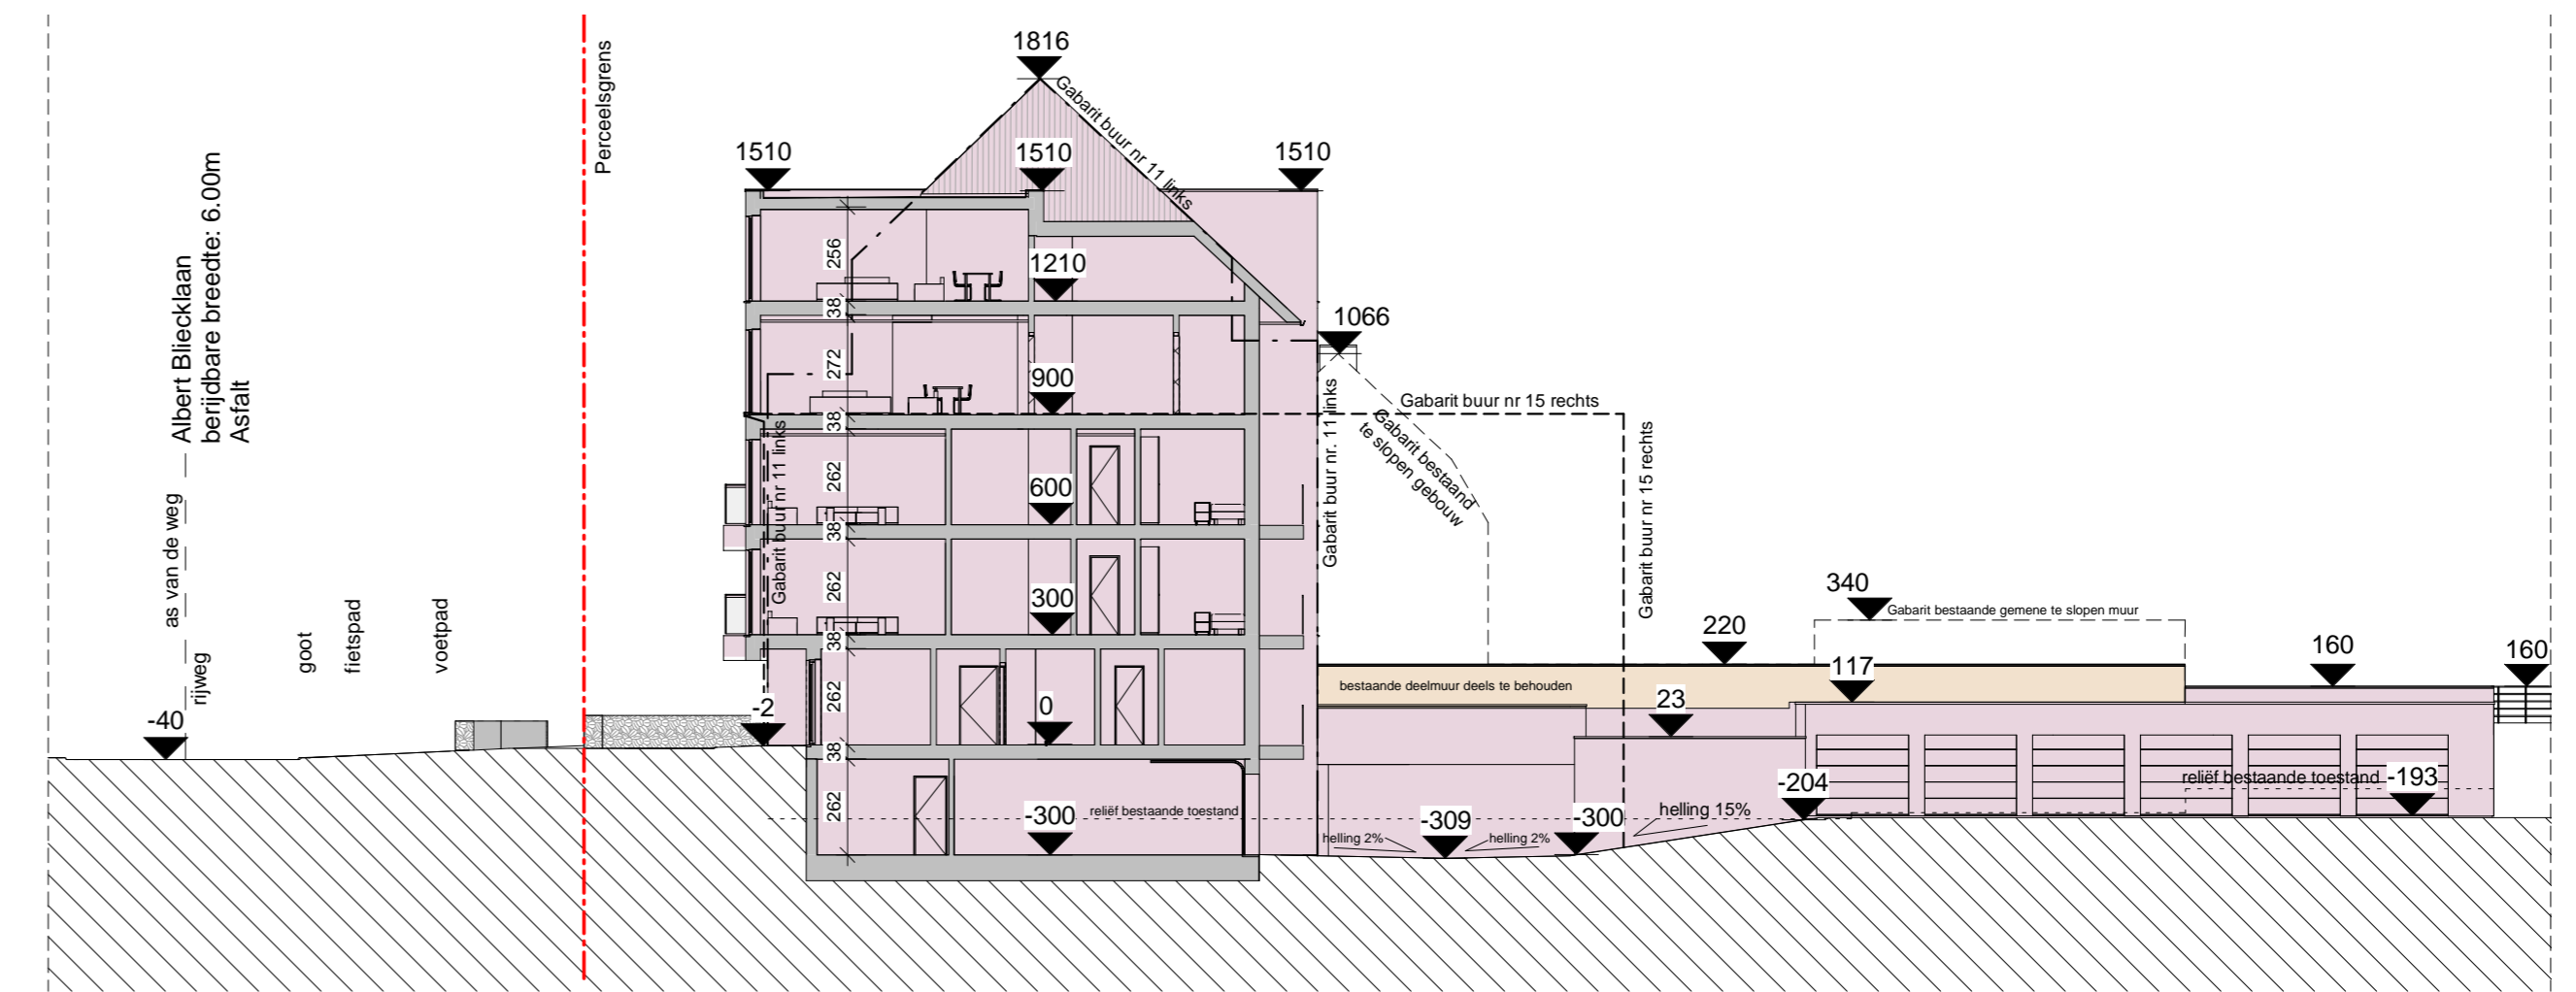 1816
Perceelsgrens
Gabarit buur nr 11 links
1510
1510
1510
Albert Bliecklaan
berijdbare breedte: 6.00m
Asfalt
256
1210
38
1066
272
900
Gabarit buur nr 15 rechts
38
Gabarit buur nr 11 links
Gabarit buur nr. 11 links
Gabarit bestaand
te slopen gebouw
Gabarit buur nr 15 rechts
262
600
as van de weg
38
262
300
340
Gabarit bestaande gemene te slopen muur
goot
fietspad
voetpad
rijweg
38
220
160
160
117
bestaande deelmuur deels te behouden
262
-2
0
23
-40
38
reliëf bestaande toestand
-193
-204
262
-300
reliëf bestaande toestand
-309
-300
helling 15%
helling 2%
helling 2%